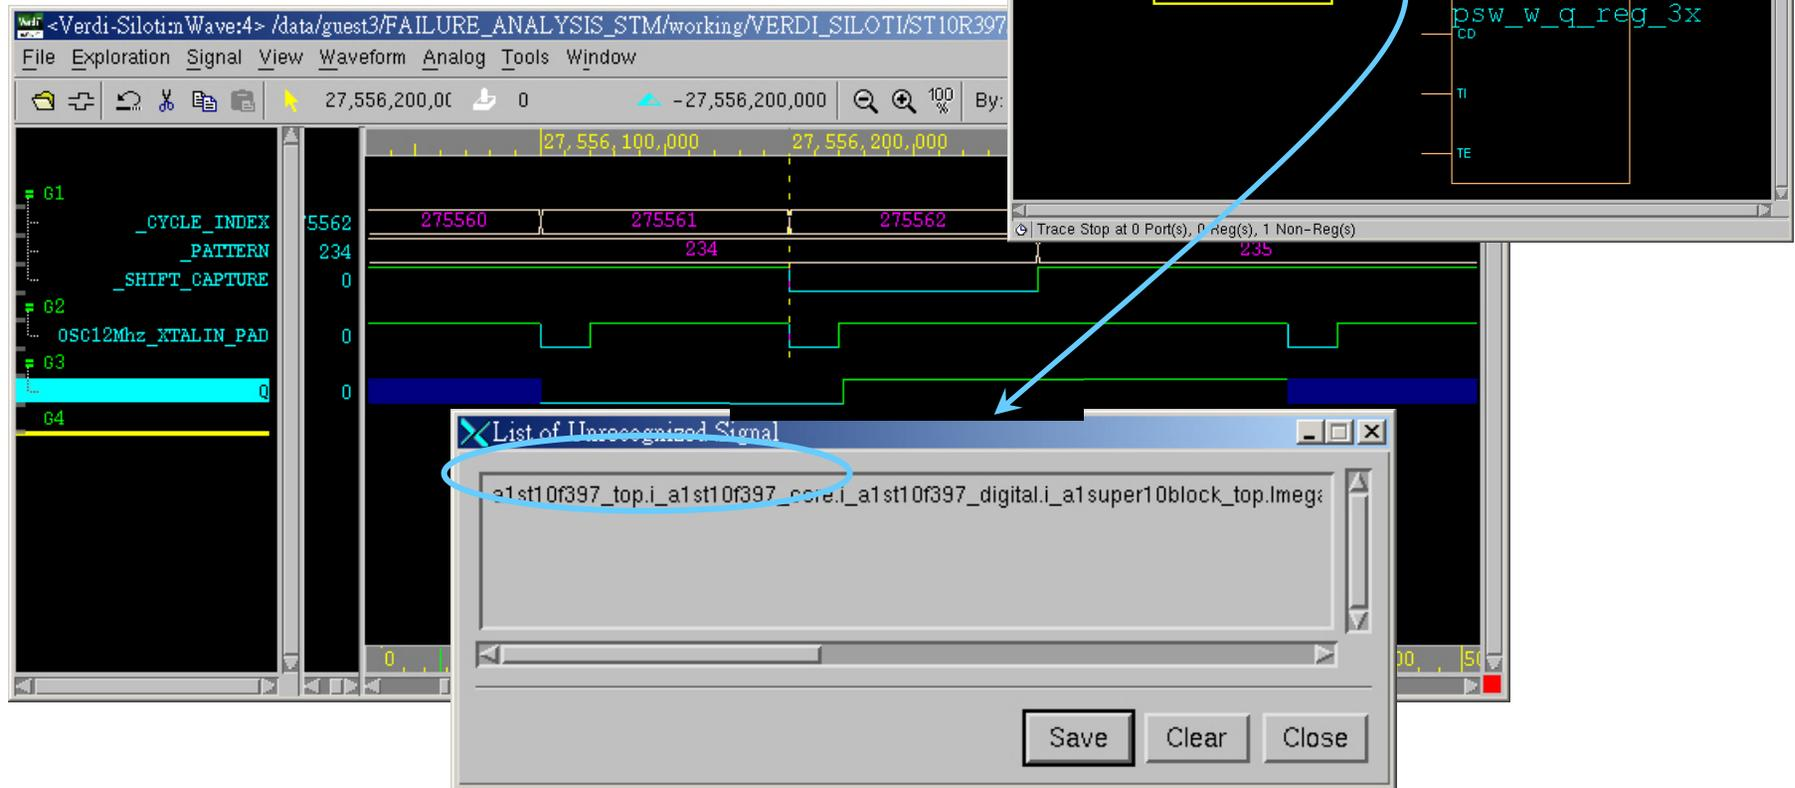 <Verdi-Siloti:nWave:4> /data/guest3/FAILURE_ANALYSIS_STM/working/VERDI_SILOTI/ST10R397
File Exploration Signal View Waveform Analog Tools Window
27,556,200,00 0 -27,556,200,000 100 % By:
psw_w_q_reg_3x
CD
TI
TE
Trace Stop at 0 Port(s), 0 Reg(s), 1 Non-Reg(s)
27,556,100,000 27,556,200,000
G1
_CYCLE_INDEX 75562 275560 275561 275562
_PATTERN 234 234 235
_SHIFT_CAPTURE 0
G2
OSC12Mhz_XTALIN_PAD 0
G3
Q 0
G4
List of Unrecognized Signal
a1st10f397_top.i_a1st10f397_core.i_a1st10f397_digital.i_a1super10block_top.Imega
0
Save Clear Close